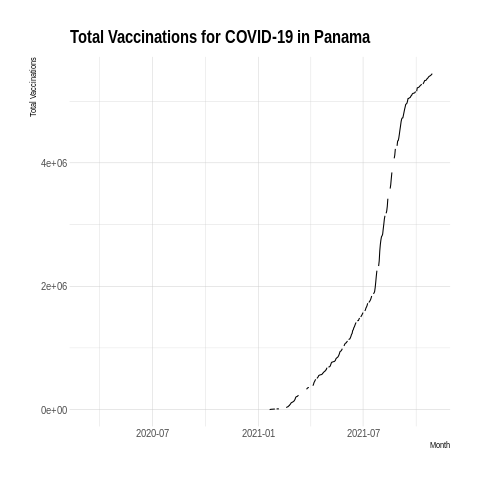 Total Vaccinations for COVID-19 in Panama
Total Vaccinations
4e+06
2e+06
0e+00
2020-07 2021-01 2021-07
Month